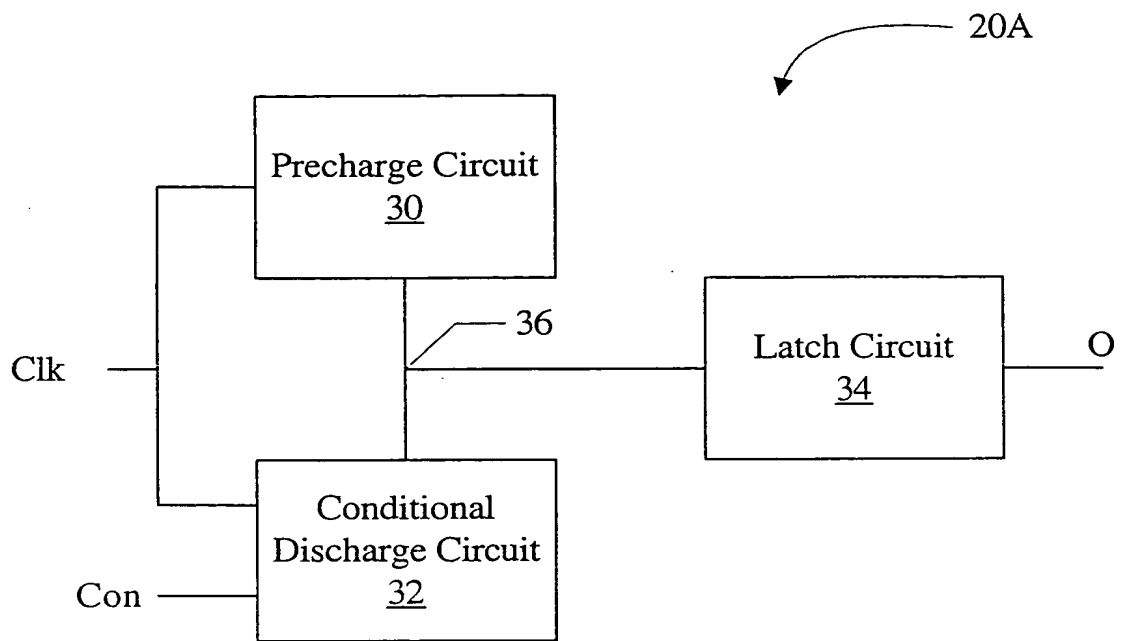 20A
Precharge Circuit
30
36
Clk
Latch Circuit
34
O
Conditional
Discharge Circuit
32
Con